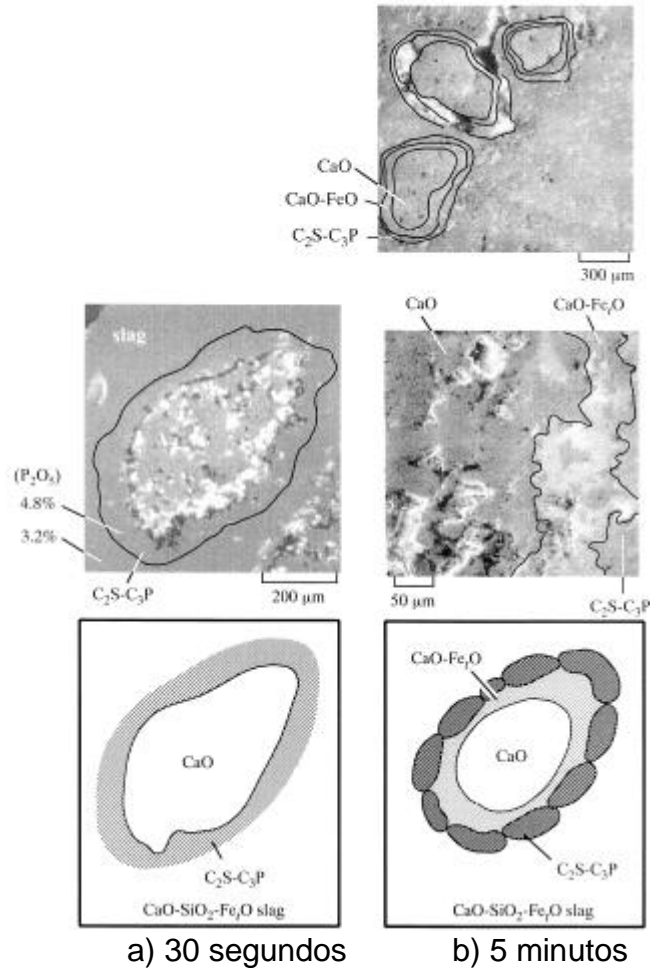 CaO
CaO-FeO
C₂S-C₃P
300 µm
slag
(P₂O₅)
4.8%
3.2%
C₂S-C₃P
200 µm
CaO
CaO-FeₜO
50 µm
C₂S-C₃P
CaO
C₂S-C₃P
CaO-SiO₂-FeₜO slag
CaO-FeₜO
CaO
C₂S-C₃P
CaO-SiO₂-FeₜO slag
a) 30 segundos
b) 5 minutos